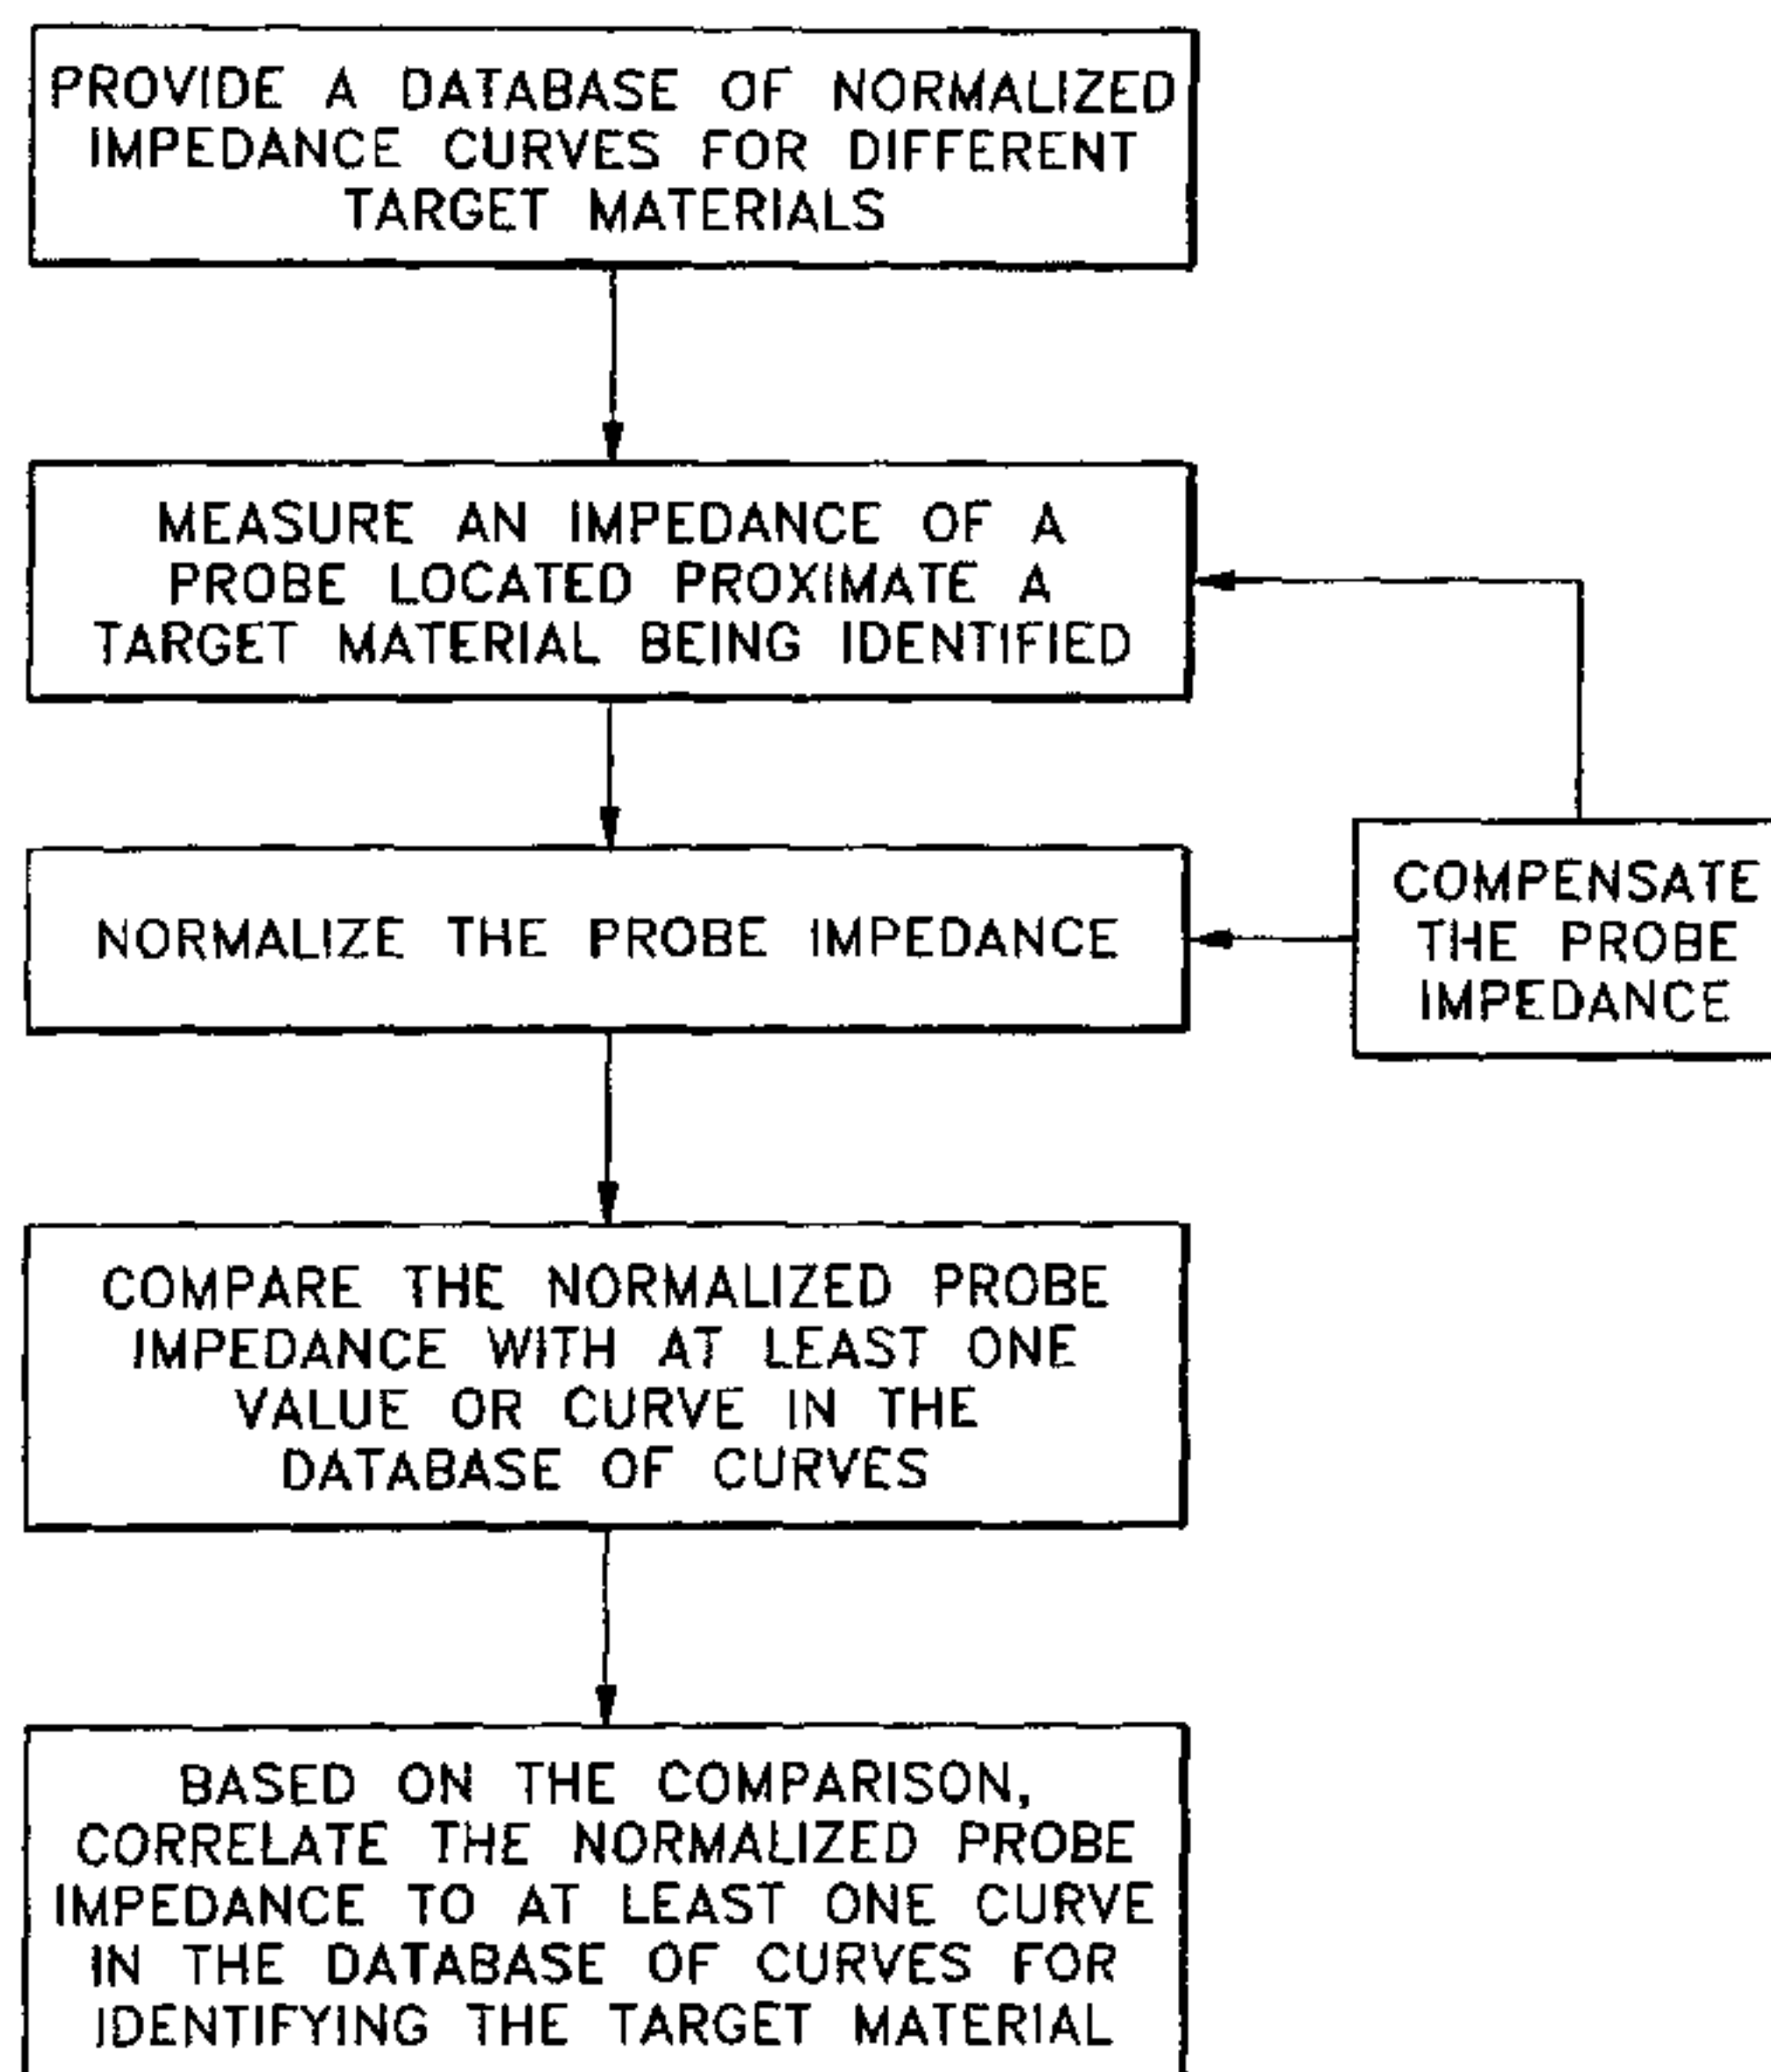 PROVIDE A DATABASE OF NORMALIZED
IMPEDANCE CURVES FOR DIFFERENT
TARGET MATERIALS
MEASURE AN IMPEDANCE OF A
PROBE LOCATED PROXIMATE A
TARGET MATERIAL BEING IDENTIFIED
NORMALIZE THE PROBE IMPEDANCE
COMPENSATE
THE PROBE
IMPEDANCE
COMPARE THE NORMALIZED PROBE
IMPEDANCE WITH AT LEAST ONE
VALUE OR CURVE IN THE
DATABASE OF CURVES
BASED ON THE COMPARISON,
CORRELATE THE NORMALIZED PROBE
IMPEDANCE TO AT LEAST ONE CURVE
IN THE DATABASE OF CURVES FOR
IDENTIFYING THE TARGET MATERIAL